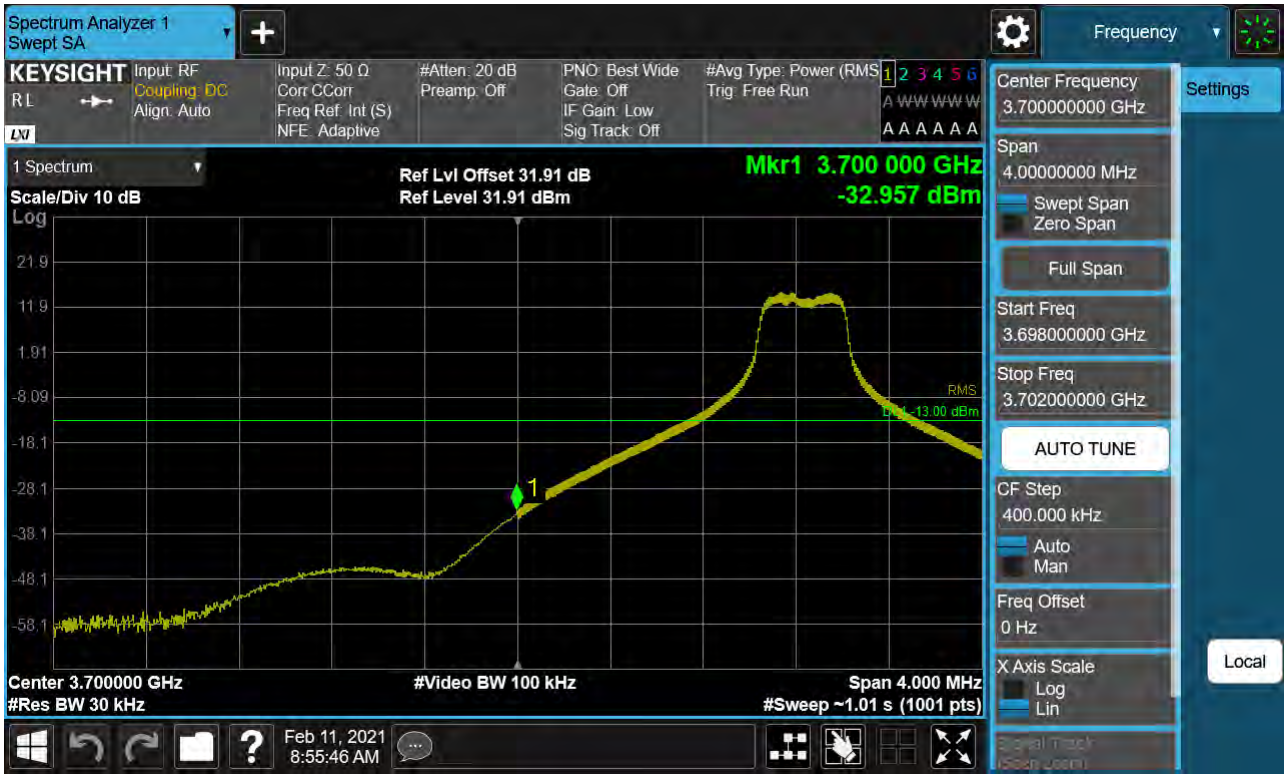 Spectrum Analyzer 1
Swept SA
Frequency
KEYSIGHT
RL
LXI
Input: RF
Coupling: DC
Align: Auto
Input Z: 50 Ω
Corr CCorr
Freq Ref: Int (S)
NFE: Adaptive
#Atten: 20 dB
Preamp: Off
PNO: Best Wide
Gate: Off
IF Gain: Low
Sig Track: Off
#Avg Type: Power (RMS
Trig: Free Run
1 2 3 4 5 6
A W W W W W
A A A A A A
1 Spectrum
Scale/Div 10 dB
Log
Ref Lvl Offset 31.91 dB
Ref Level 31.91 dBm
Mkr1 3.700 000 GHz
-32.957 dBm
21.9
11.9
1.91
-8.09
-18.1
-28.1
-38.1
-48.1
-58.1
RMS
-13.00 dBm
1
Center 3.700000 GHz
#Res BW 30 kHz
#Video BW 100 kHz
Span 4.000 MHz
#Sweep ~1.01 s (1001 pts)
Feb 11, 2021
8:55:46 AM
Center Frequency
3.700000000 GHz
Span
4.00000000 MHz
Swept Span
Zero Span
Full Span
Start Freq
3.698000000 GHz
Stop Freq
3.702000000 GHz
AUTO TUNE
CF Step
400.000 kHz
Auto
Man
Freq Offset
0 Hz
X Axis Scale
Log
Lin
Signal Track
(Span Zoom)
Settings
Local